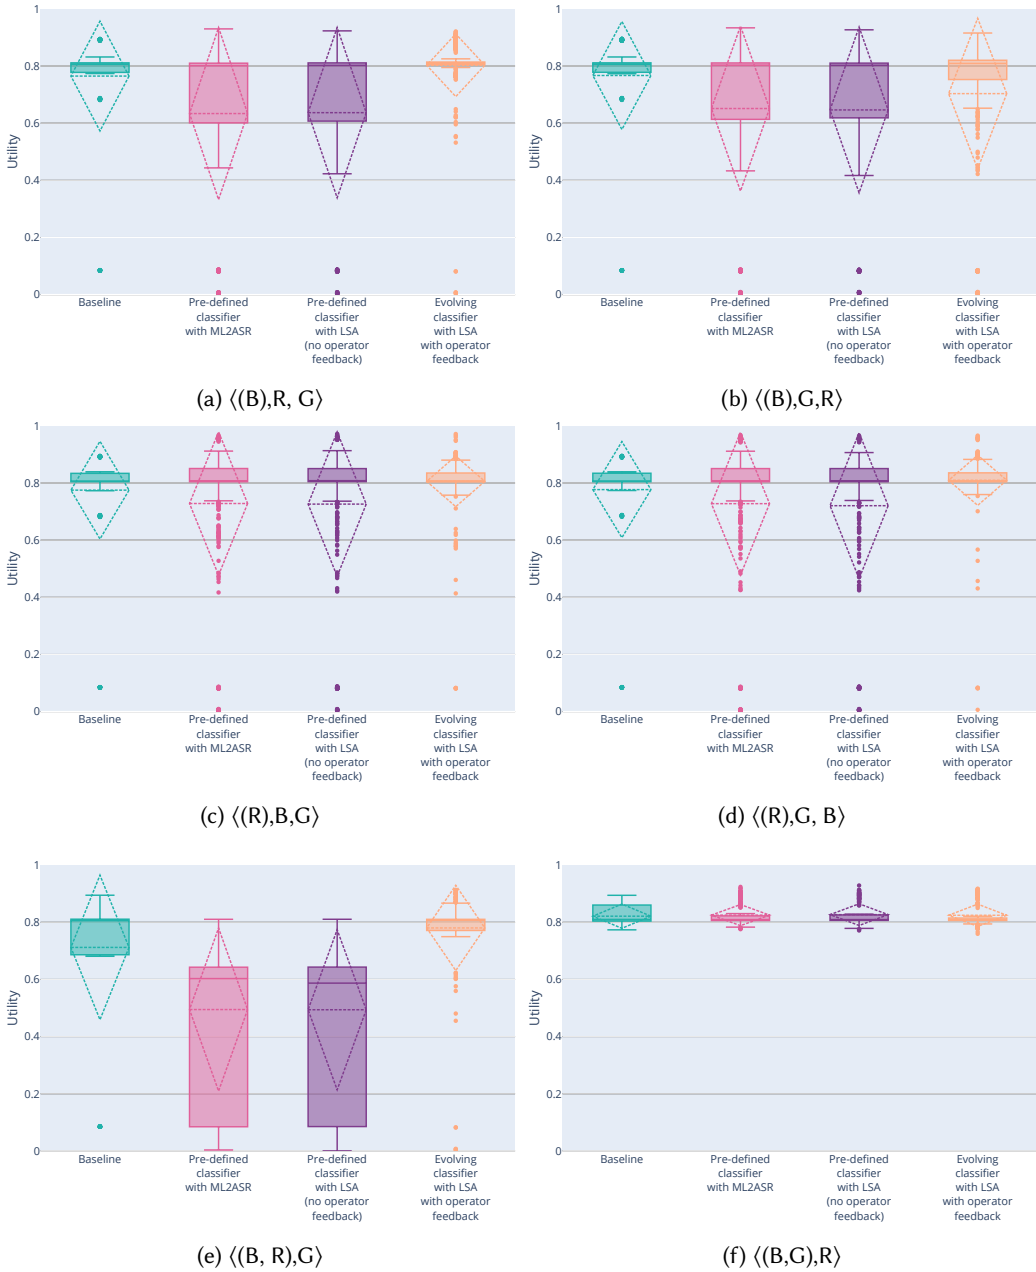 1
0.8
0.6
0.4
0.2
0
Utility
Baseline
Pre-defined
classifier
with ML2ASR
Pre-defined
classifier
with LSA
(no operator
feedback)
Evolving
classifier
with LSA
with operator
feedback
(a) ⟨(B),R, G⟩
1
0.8
0.6
0.4
0.2
0
Utility
Baseline
Pre-defined
classifier
with ML2ASR
Pre-defined
classifier
with LSA
(no operator
feedback)
Evolving
classifier
with LSA
with operator
feedback
(b) ⟨(B),G,R⟩
1
0.8
0.6
0.4
0.2
0
Utility
Baseline
Pre-defined
classifier
with ML2ASR
Pre-defined
classifier
with LSA
(no operator
feedback)
Evolving
classifier
with LSA
with operator
feedback
(c) ⟨(R),B,G⟩
1
0.8
0.6
0.4
0.2
0
Utility
Baseline
Pre-defined
classifier
with ML2ASR
Pre-defined
classifier
with LSA
(no operator
feedback)
Evolving
classifier
with LSA
with operator
feedback
(d) ⟨(R),G, B⟩
1
0.8
0.6
0.4
0.2
0
Utility
Baseline
Pre-defined
classifier
with ML2ASR
Pre-defined
classifier
with LSA
(no operator
feedback)
Evolving
classifier
with LSA
with operator
feedback
(e) ⟨(B, R),G⟩
1
0.8
0.6
0.4
0.2
0
Utility
Baseline
Pre-defined
classifier
with ML2ASR
Pre-defined
classifier
with LSA
(no operator
feedback)
Evolving
classifier
with LSA
with operator
feedback
(f) ⟨(B,G),R⟩